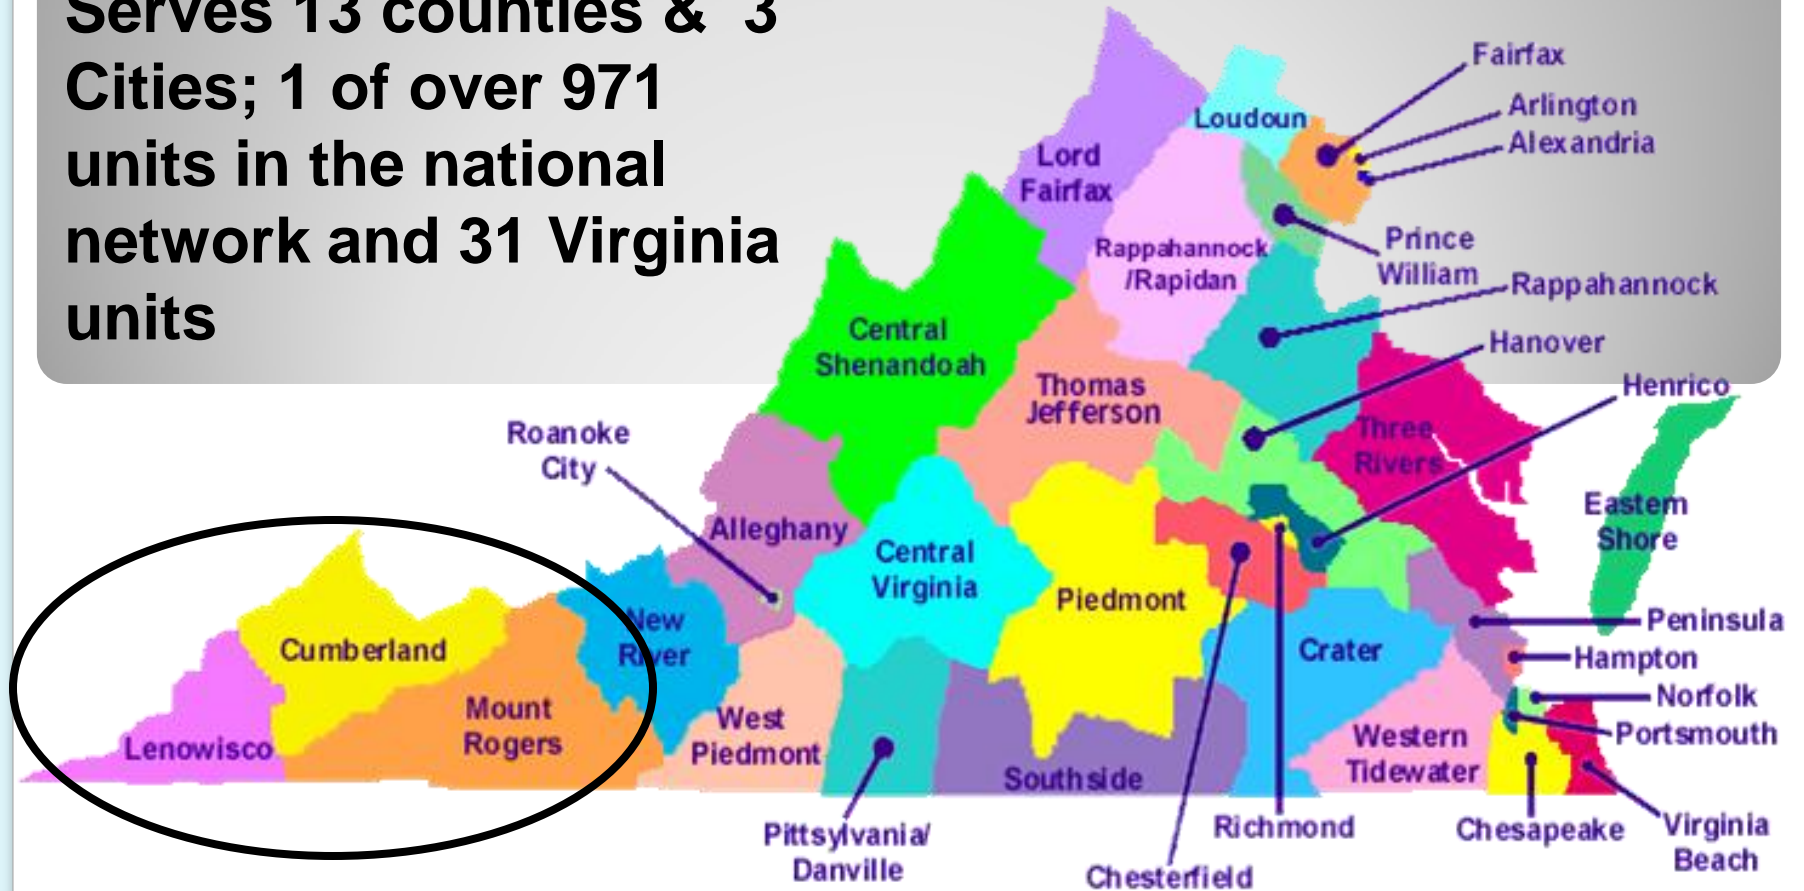 Serves 13 counties & 3
Cities; 1 of over 971
units in the national
network and 31 Virginia
units
Fairfax
Arlington
Alexandria
Loudoun
Lord
Fairfax
Prince
William
Rappahannock
/Rapidan
Rappahannock
Hanover
Henrico
Central
Shenandoah
Thomas
Jefferson
Three
Rivers
Roanoke
City
Eastern
Shore
Alleghany
Central
Virginia
Piedmont
New
River
Cumberland
Crater
Peninsula
Hampton
Norfolk
Portsmouth
Mount
Rogers
Lenowisco
West
Piedmont
Western
Tidewater
Southside
Pittsylvania/
Danville
Chesterfield
Richmond
Chesapeake
Virginia
Beach